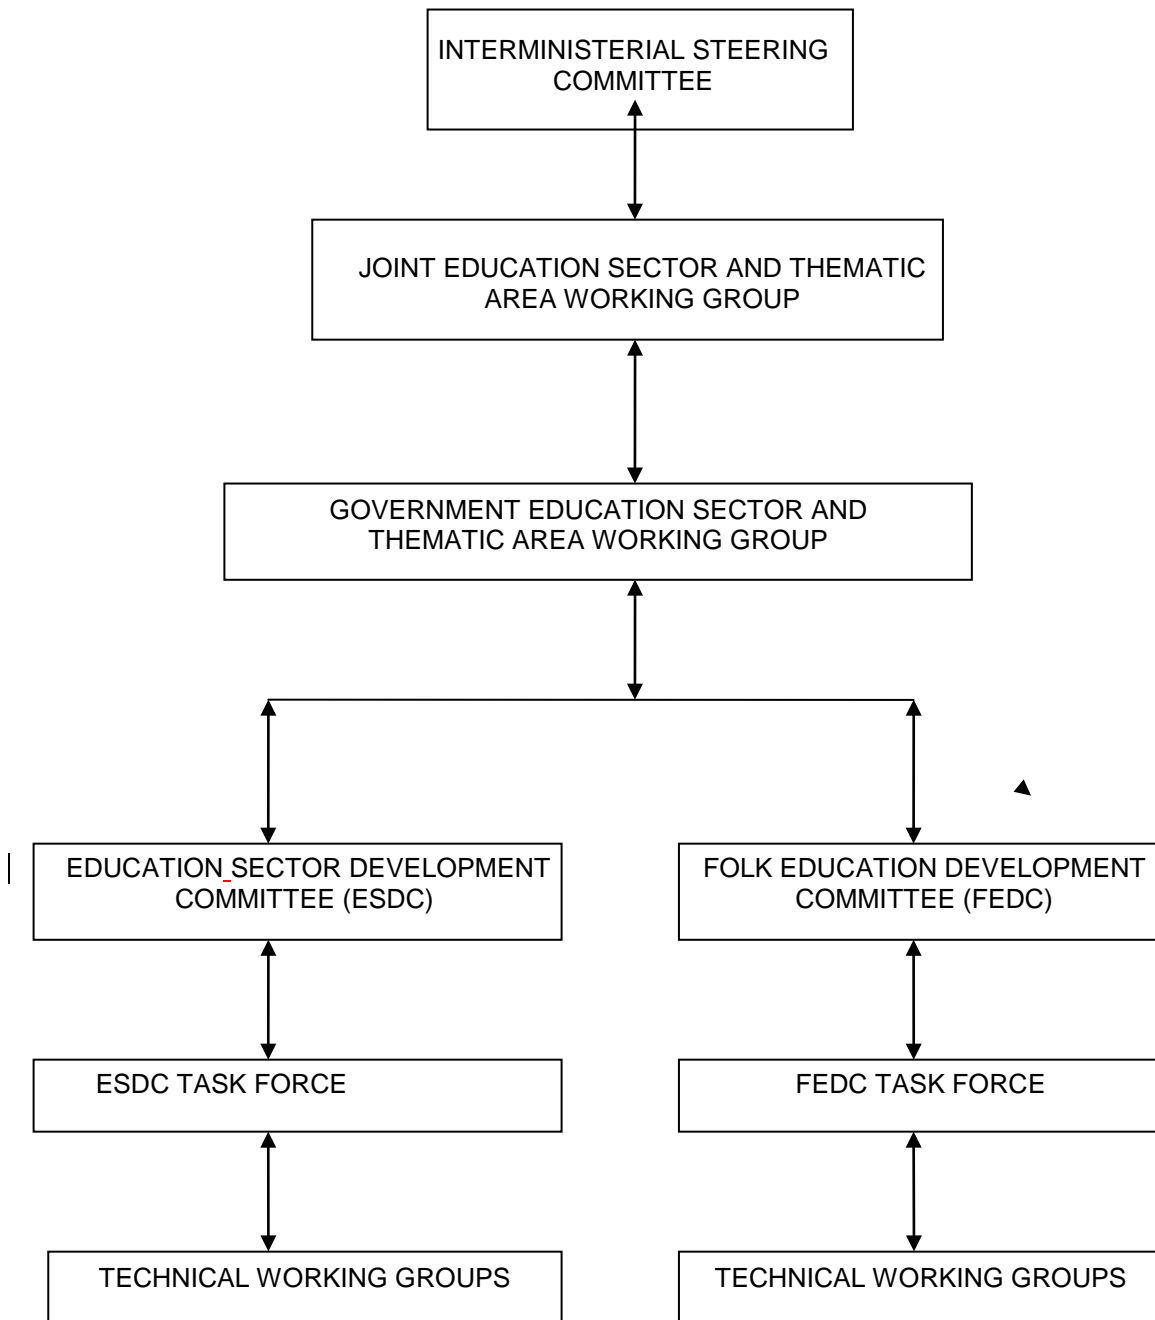 INTERMINISTERIAL STEERING
COMMITTEE
JOINT EDUCATION SECTOR AND THEMATIC
AREA WORKING GROUP
GOVERNMENT EDUCATION SECTOR AND
THEMATIC AREA WORKING GROUP
EDUCATION SECTOR DEVELOPMENT
COMMITTEE (ESDC)
FOLK EDUCATION DEVELOPMENT
COMMITTEE (FEDC)
ESDC TASK FORCE
FEDC TASK FORCE
TECHNICAL WORKING GROUPS
TECHNICAL WORKING GROUPS